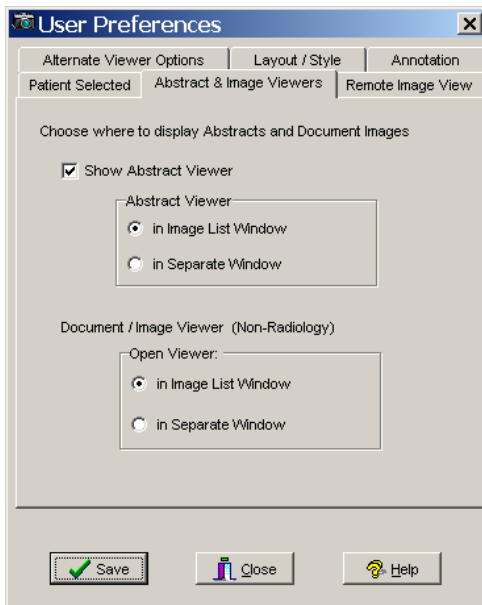 User Preferences
Alternate Viewer Options Layout / Style Annotation
Patient Selected Abstract & Image Viewers Remote Image View
Choose where to display Abstracts and Document Images
Show Abstract Viewer
Abstract Viewer
in Image List Window
in Separate Window
Document / Image Viewer (Non-Radiology)
Open Viewer:
in Image List Window
in Separate Window
Save Close Help